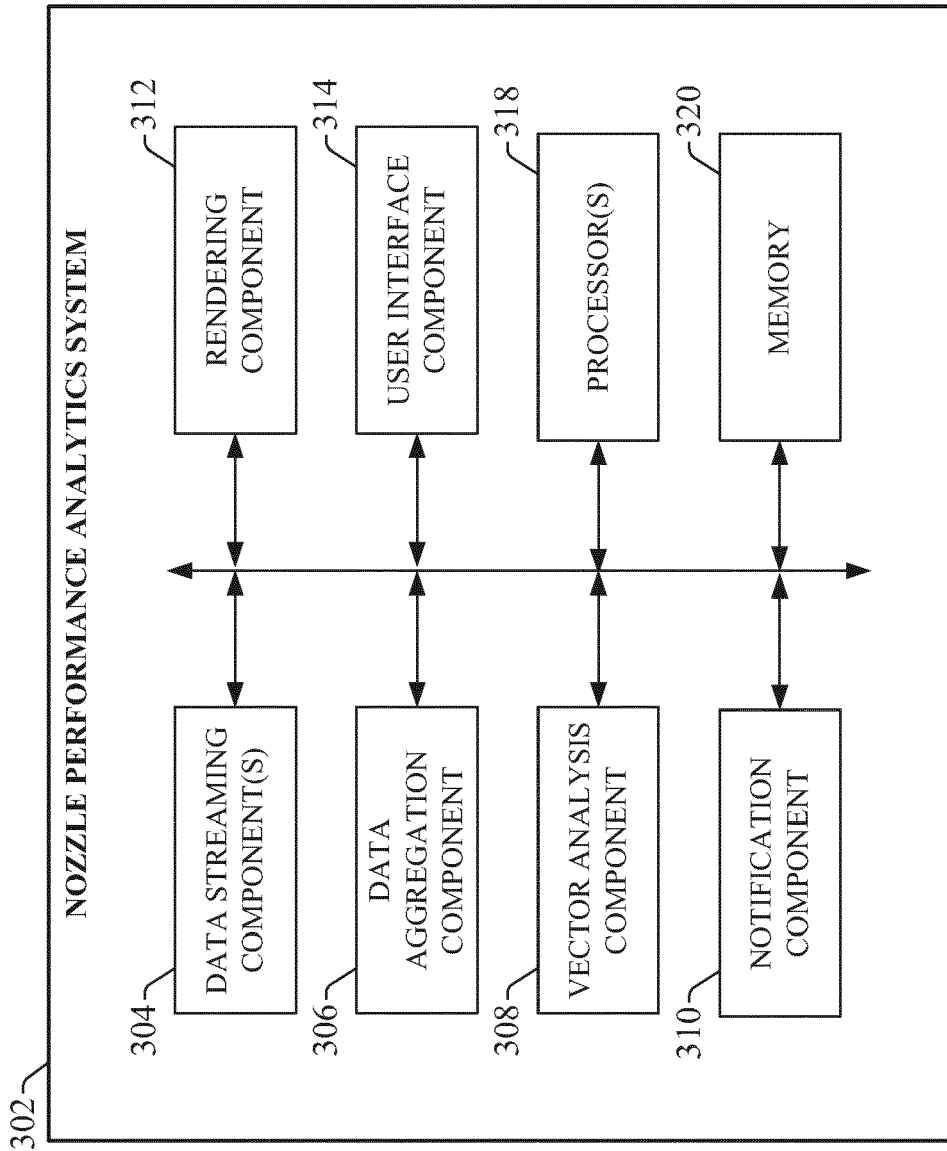 302
NOZZLE PERFORMANCE ANALYTICS SYSTEM
304
DATA STREAMING
COMPONENT(S)
306
DATA
AGGREGATION
COMPONENT
308
VECTOR ANALYSIS
COMPONENT
310
NOTIFICATION
COMPONENT
312
RENDERING
COMPONENT
314
USER INTERFACE
COMPONENT
318
PROCESSOR(S)
320
MEMORY